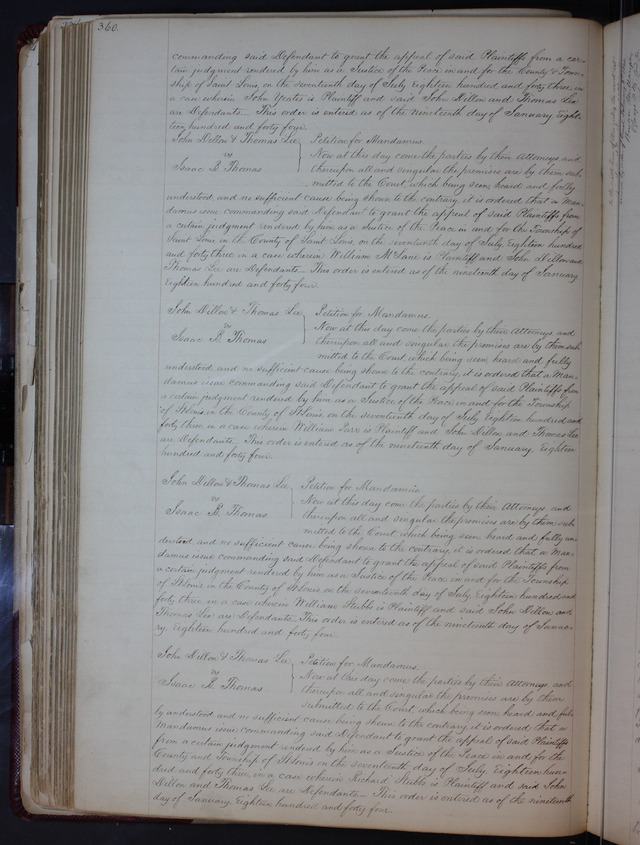 360.
commanding said Defendant to grant the appeal of said Plaintiffs from a cer-
tain judgment rendered by him as a Justice of the Peace in and for the County & Town-
ship of Saint Louis, on the seventeenth day of July Eighteen hundred and forty three, in
a case wherein John Yeates is Plaintiff and said John Dillon and Thomas Lee
are Defendants. This order is entered as of the nineteenth day of January Eight-
teen hundred and forty four.
John Dillon & Thomas Lee } Petition for Mandamus.
vs Now at this day come the parties by their Attorneys and
Isaac B. Thomas thereupon all and singular the premises are by them sub-
mitted to the Court, which being seen, heard and fully
understood, and no sufficient cause being shown to the contrary, it is ordered that a Man-
damus issue commanding said Defendant to grant the appeal of said Plaintiffs from
a certain judgment rendered by him as a Justice of the Peace in and for the Township of
Saint Louis in the County of Saint Louis, on the seventeenth day of July Eighteen hundred
and forty three in a case wherein William M Lane is Plaintiff and John Dillon and
Thomas Lee are Defendants. This order is entered as of the nineteenth day of January
Eighteen hundred and forty four.
John Dillon & Thomas Lee } Petition for Mandamus.
vs Now at this day come the parties by their Attorneys and
Isaac B. Thomas thereupon all and singular the premises are by them sub-
mitted to the Court which being seen, heard and fully
understood and no sufficient cause being shown to the contrary, it is ordered that a Man-
damus issue commanding said Defendant to grant the appeal of said Plaintiffs from
a certain judgment rendered by him as a Justice of the Peace in and for the Township
of St Louis, in the County of St Louis, on the seventeenth day of July Eighteen hundred and
forty three, in a case wherein William is Plaintiff and John Dillon and Thomas Lee
are Defendants. This order is entered as of the nineteenth day of January, Eighteen
hundred and forty four.
John Dillon & Thomas Lee } Petition for Mandamus
vs Now at this day come the parties by their Attorneys and
Isaac B. Thomas thereupon all and singular the premises are by them sub
mitted to the Court which being seen, heard and fully un-
derstood and no sufficient cause being shown to the contrary, it is ordered that a Man-
damus issue commanding said Defendant to grant the appeal of said Plaintiffs from
a certain judgment rendered by him as a Justice of the Peace in and for the Township
of St Louis in the County of St Louis on the seventeenth day of July, Eighteen hundred and
forty three in a case wherein William Stibbs is Plaintiff and said John Dillon and
Thomas Lee are Defendants. This order is entered as of the nineteenth day of Janua-
ry Eighteen hundred and forty four.
John Dillon & Thomas Lee } Petition for Mandamus.
vs Now at this day come the parties by their Attorneys and
Isaac B. Thomas thereupon all and singular the premises are by them
submitted to the Court which being seen, heard and ful-
ly understood and no sufficient cause being shown to the contrary, it is ordered that a
Mandamus issue commanding said Defendant to grant the appeal of said Plaintiffs
from a certain judgment rendered by him as a Justice of the Peace in and for the
County and Township of St Louis on the seventeenth day of July, Eighteen hun-
dred and forty three, in a case wherein Richard Stibbs is Plaintiff and said John
Dillon and Thomas Lee are Defendants. This order is entered as of the nineteenth
day of January Eighteen hundred and forty four.